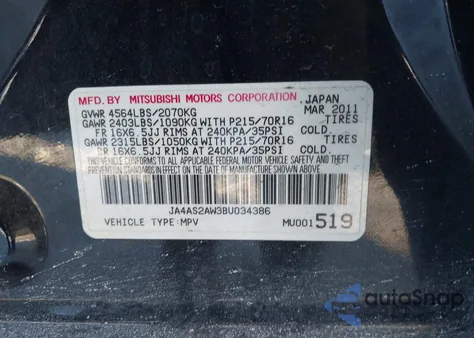 MFD. BY MITSUBISHI MOTORS CORPORATION. JAPAN
GVWR 4564LBS/2070KG MAR 2011
GAWR 2403LBS/1090KG WITH P215/70R16 TIRES
FR 16X6.5JJ RIMS AT 240KPA/35PSI COLD.
GAWR 2315LBS/1050KG WITH P215/70R16 TIRES
RR 16X6.5JJ RIMS AT 240KPA/35PSI COLD.
THIS VEHICLE CONFORMS TO ALL APPLICABLE FEDERAL MOTOR VEHICLE SAFETY AND
THEFT PREVENTION STANDARDS IN EFFECT ON THE DATE OF MANUFACTURE SHOWN ABOVE.
JA4AS2AW3BU034386
VEHICLE TYPE:MPV MU001519
autoSnap